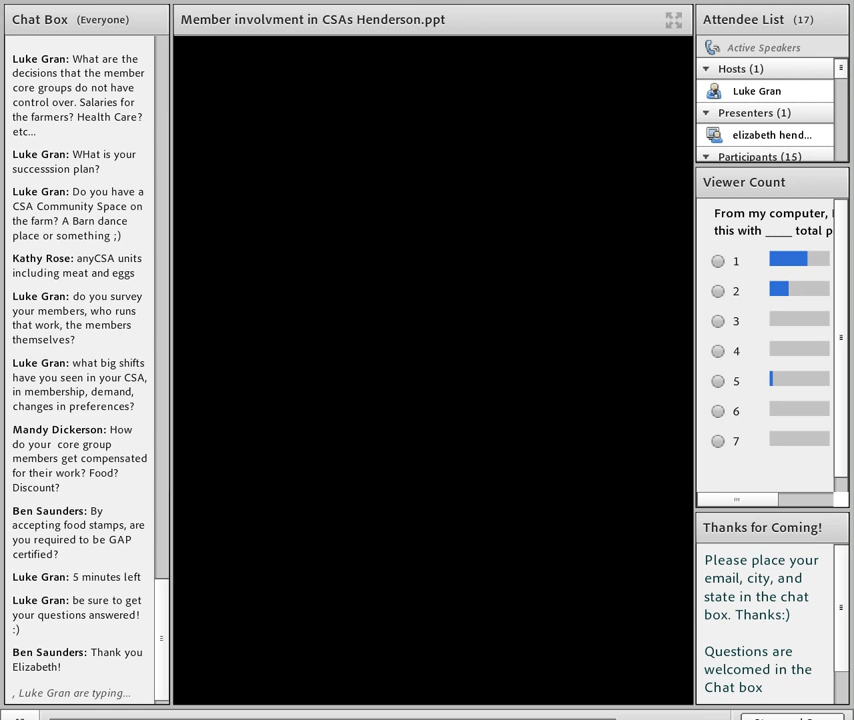 Chat Box (Everyone)
Luke Gran: What are the
decisions that the member
core groups do not have
control over. Salaries for
the farmers? Health Care?
etc...
Luke Gran: WHat is your
successsion plan?
Luke Gran: Do you have a
CSA Community Space on
the farm? A Barn dance
place or something ;)
Kathy Rose: anyCSA units
including meat and eggs
Luke Gran: do you survey
your members, who runs
that work, the members
themselves?
Luke Gran: what big shifts
have you seen in your CSA,
in membership, demand,
changes in preferences?
Mandy Dickerson: How
do your core group
members get compensated
for their work? Food?
Discount?
Ben Saunders: By
accepting food stamps, are
you required to be GAP
certified?
Luke Gran: 5 minutes left
Luke Gran: be sure to get
your questions answered!
:)
Ben Saunders: Thank you
Elizabeth!
, Luke Gran are typing...
Member involvment in CSAs Henderson.ppt
Attendee List (17)
Active Speakers
Hosts (1)
Luke Gran
Presenters (1)
elizabeth hend...
Participants (15)
Viewer Count
From my computer,
this with ____ total p
1
2
3
4
5
6
7
Thanks for Coming!
Please place your
email, city, and
state in the chat
box. Thanks:)
Questions are
welcomed in the
Chat box